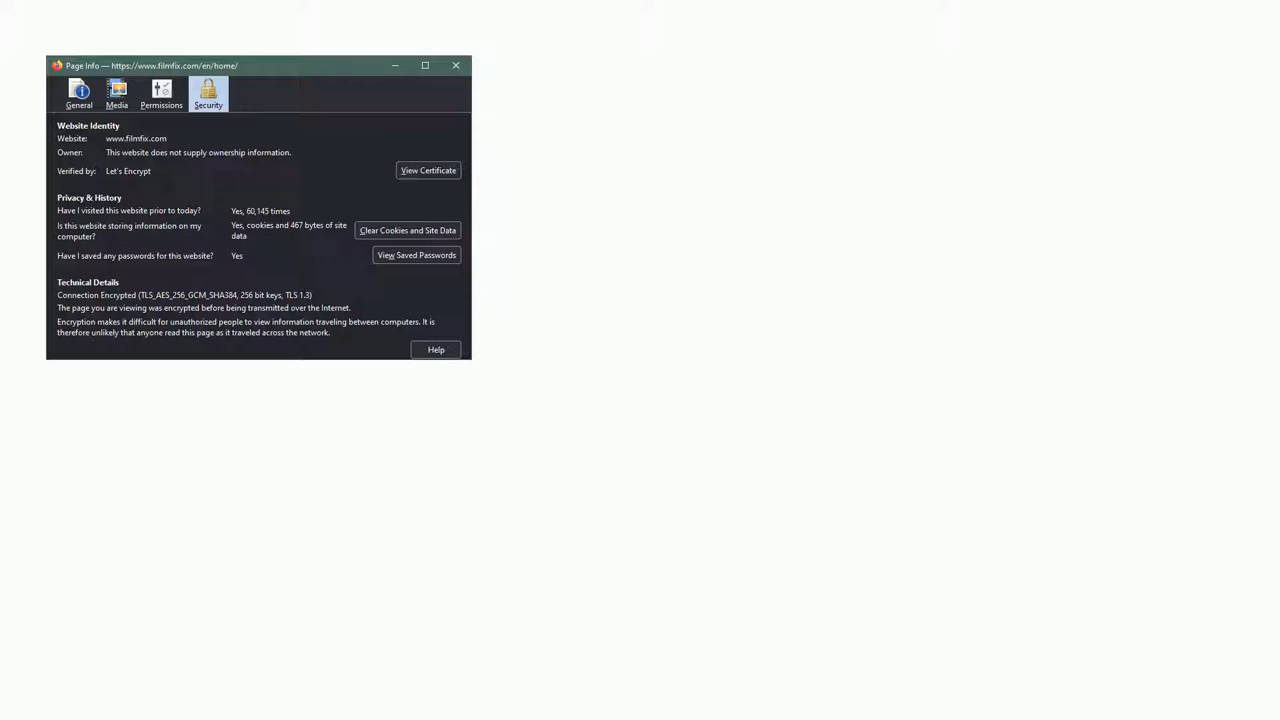 Page Info — https://www.filmfix.com/en/home/
General Media Permissions Security
Website Identity
Website: www.filmfix.com
Owner: This website does not supply ownership information.
Verified by: Let's Encrypt
View Certificate
Privacy & History
Have I visited this website prior to today? Yes, 60,145 times
Is this website storing information on my
computer?
Yes, cookies and 467 bytes of site
data
Clear Cookies and Site Data
Have I saved any passwords for this website? Yes
View Saved Passwords
Technical Details
Connection Encrypted (TLS_AES_256_GCM_SHA384, 256 bit keys, TLS 1.3)
The page you are viewing was encrypted before being transmitted over the Internet.
Encryption makes it difficult for unauthorized people to view information traveling between computers. It is
therefore unlikely that anyone read this page as it traveled across the network.
Help